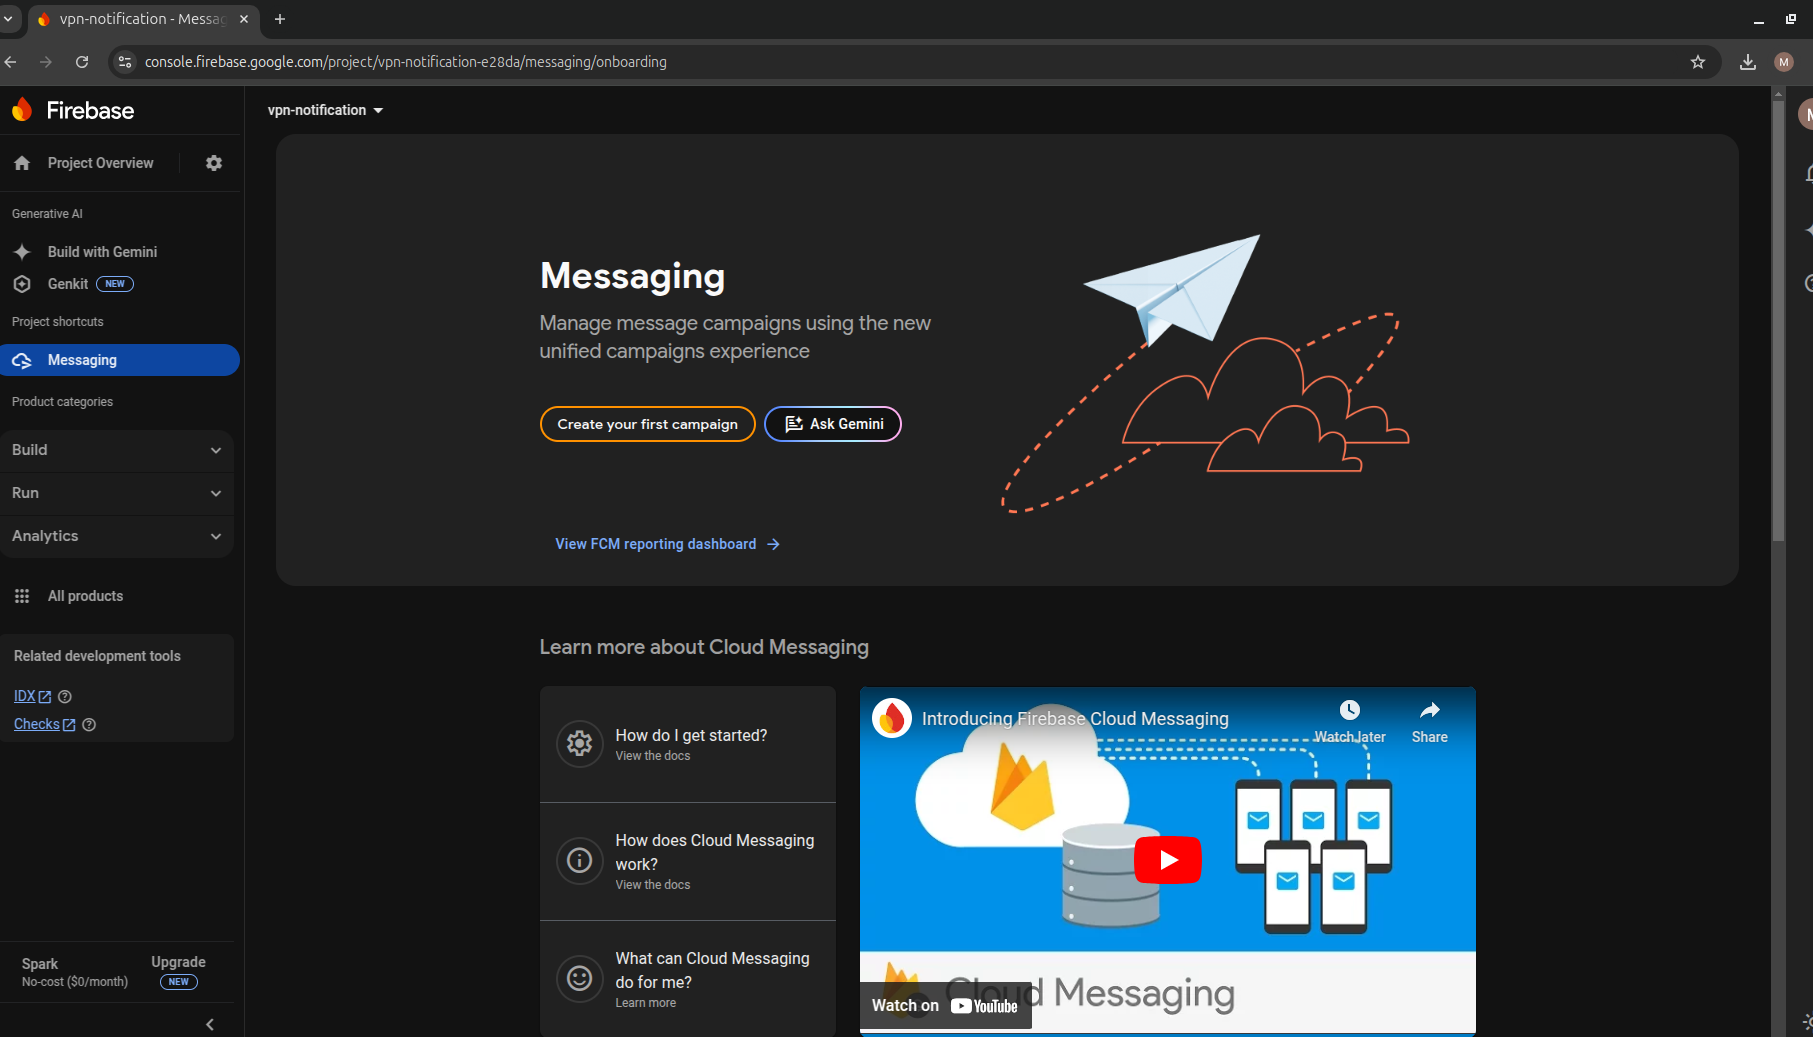 vpn-notification - Messag
console.firebase.google.com/project/vpn-notification-e28da/messaging/onboarding
M
Firebase
vpn-notification
Project Overview
Generative AI
Build with Gemini
Genkit NEW
Project shortcuts
Messaging
Product categories
Build
Run
Analytics
All products
Related development tools
IDX
Checks
Spark
No-cost ($0/month)
Upgrade
NEW
Messaging
Manage message campaigns using the new
unified campaigns experience
Create your first campaign
Ask Gemini
View FCM reporting dashboard
Learn more about Cloud Messaging
How do I get started?
View the docs
How does Cloud Messaging
work?
View the docs
What can Cloud Messaging
do for me?
Learn more
Introducing Firebase Cloud Messaging
Watch later
Share
Cloud Messaging
Watch on YouTube